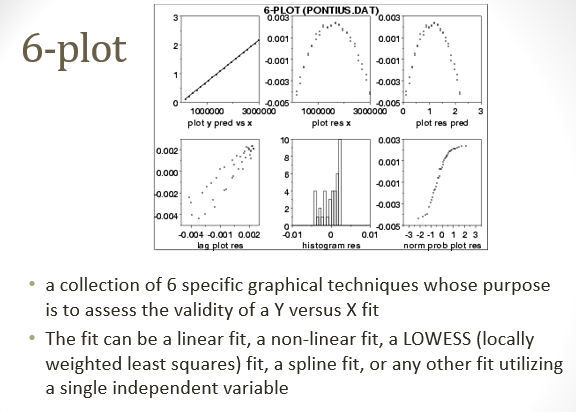 6-plot
6-PLOT (PONTIUS.DAT)
3
2
1
0
1000000 3000000
plot y pred vs x
0.003
0.001
-0.001
-0.003
-0.005
1000000 3000000
plot res x
0.003
0.001
-0.001
-0.003
-0.005
0 1 2 3
plot res pred
0.002
0.000
-0.002
-0.004
-0.004 -0.001 0.002
lag plot res
10
8
6
4
2
0
-0.01 0 0.01
histogram res
0.003
0.001
-0.001
-0.003
-0.005
-3 -2 -1 0 1 2 3
norm prob plot res
• a collection of 6 specific graphical techniques whose purpose
is to assess the validity of a Y versus X fit
• The fit can be a linear fit, a non-linear fit, a LOWESS (locally
weighted least squares) fit, a spline fit, or any other fit utilizing
a single independent variable